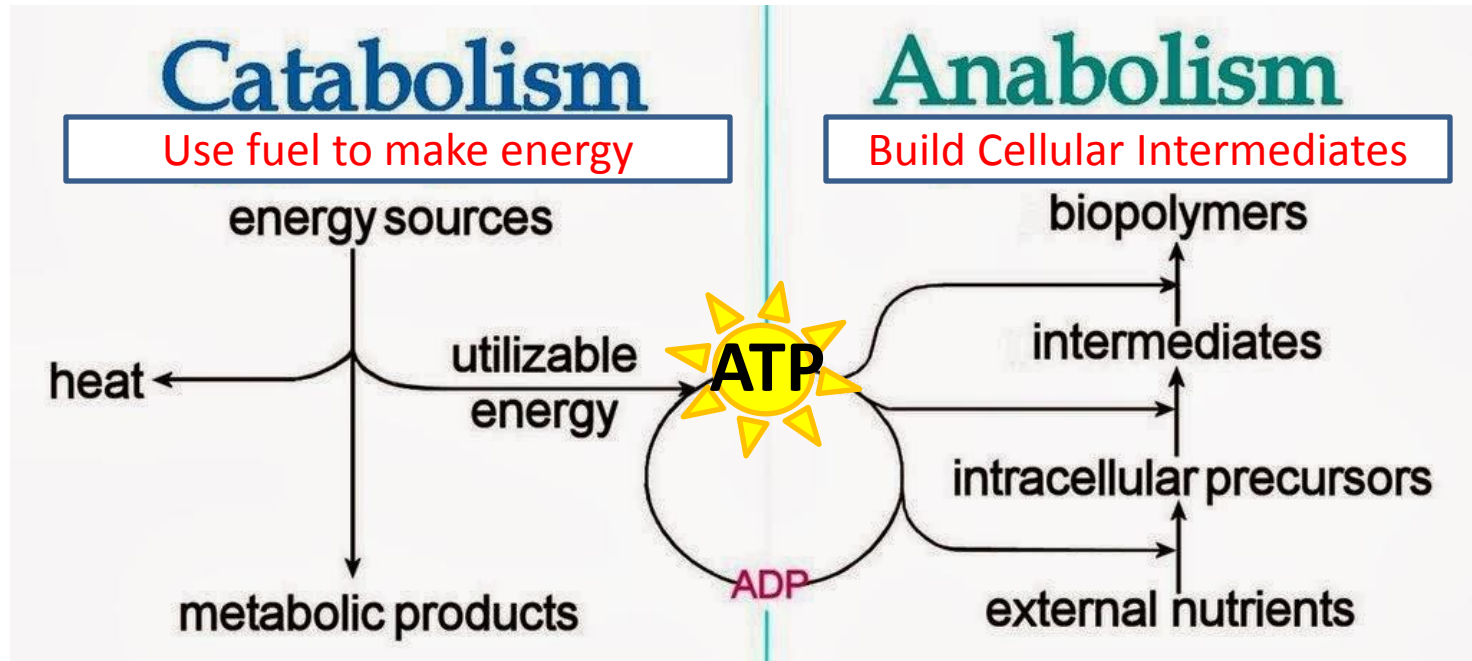 Catabolism
Use fuel to make energy
energy sources
heat
utilizable
energy
metabolic products
ATP
ADP
Anabolism
Build Cellular Intermediates
biopolymers
intermediates
intracellular precursors
external nutrients